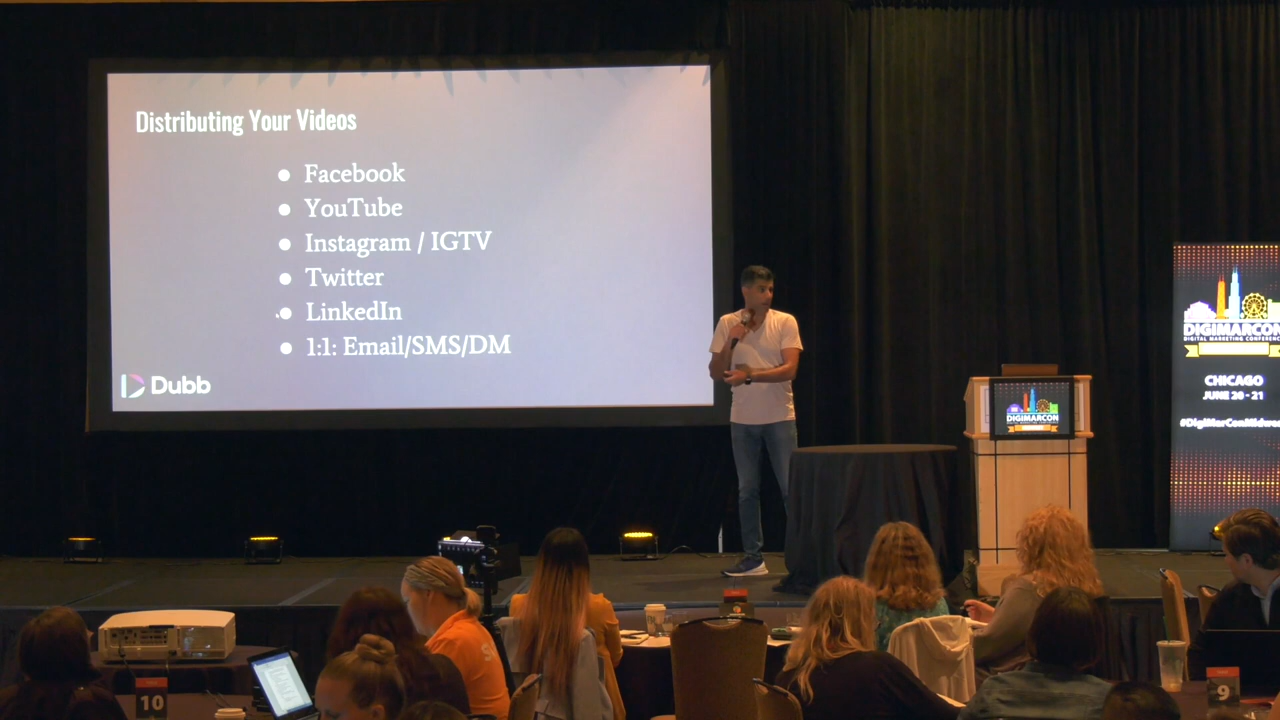 Distributing Your Videos
Facebook
YouTube
Instagram / IGTV
Twitter
LinkedIn
1:1: Email/SMS/DM
Dubb
DIGIMARCON
DIGITAL MARKETING
CHICAGO
JUNE 20 - 21
DIGIMARCON
10
9